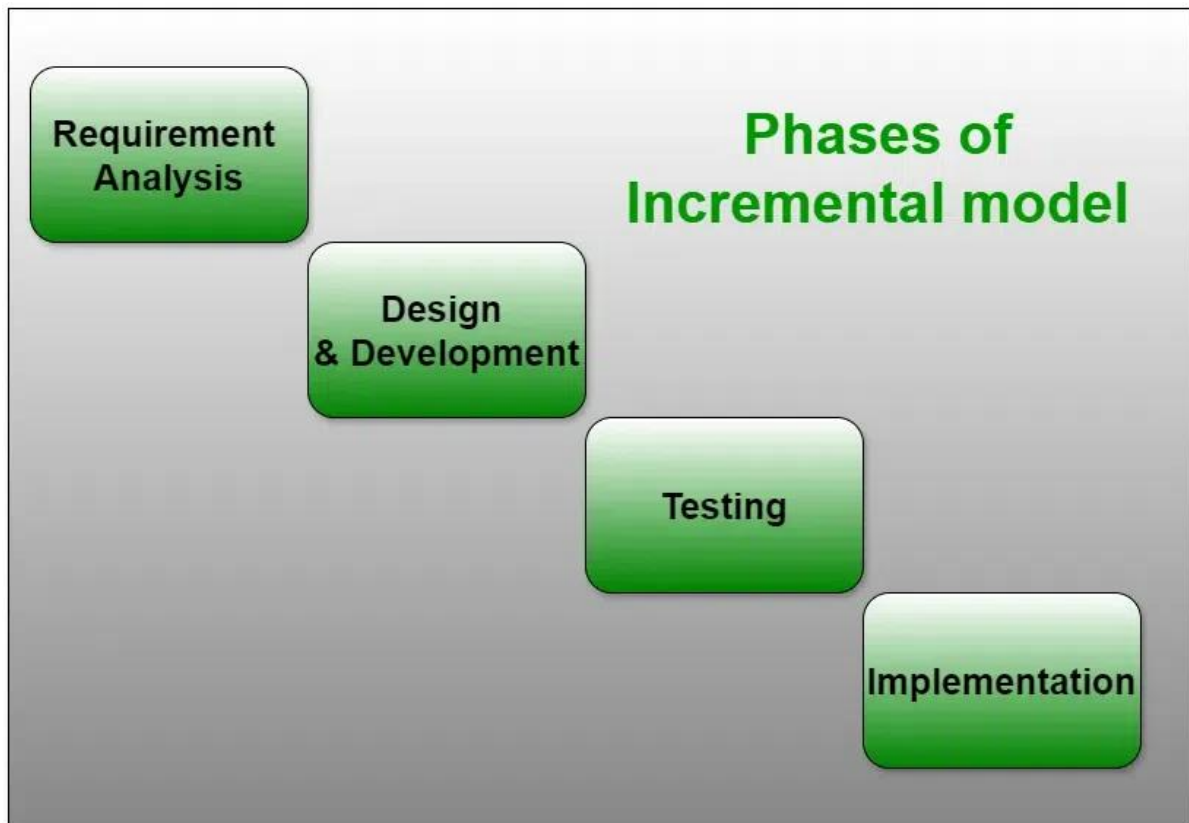 Requirement
Analysis
Phases of
Incremental model
Design
& Development
Testing
Implementation